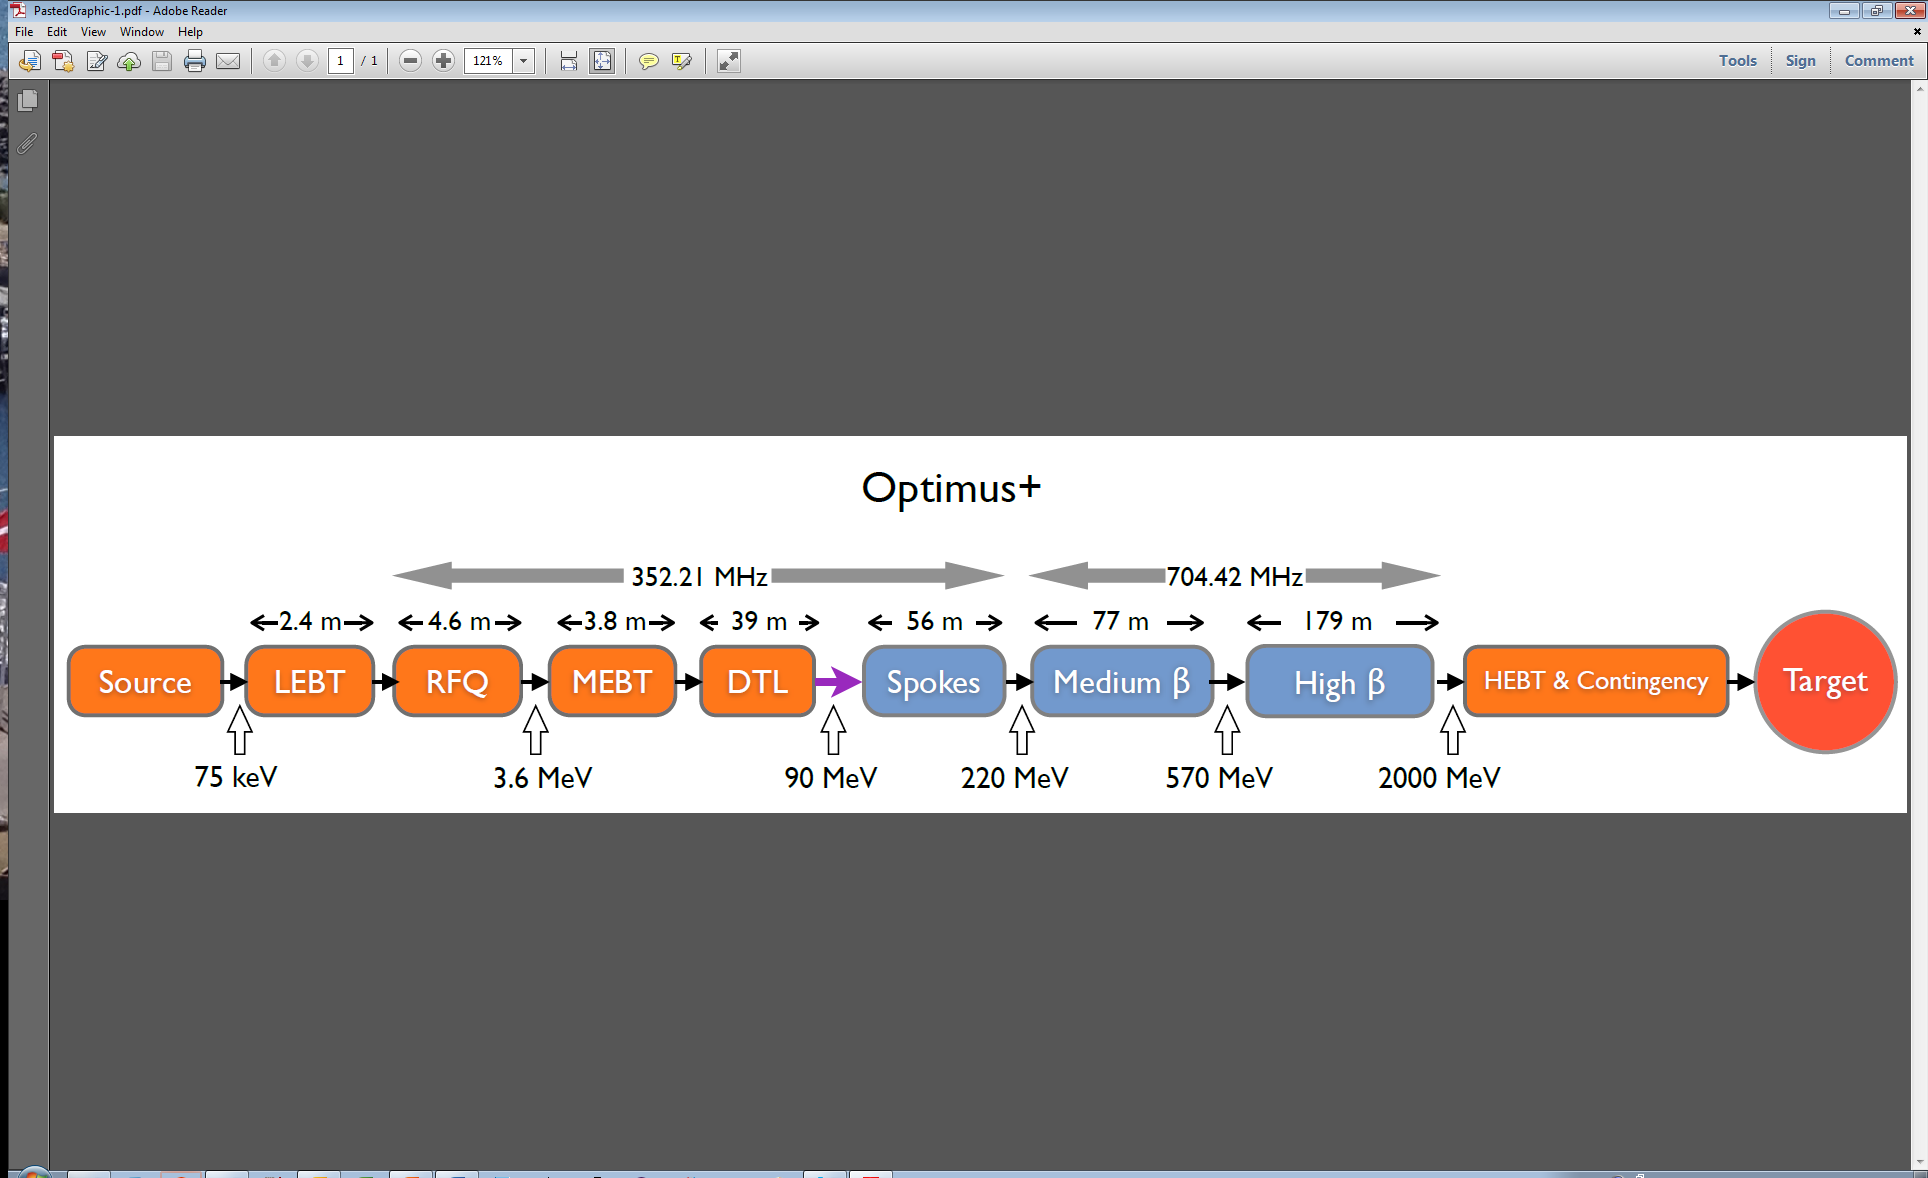 PastedGraphic-1.pdf - Adobe Reader
File Edit View Window Help
1 / 1 121% Tools Sign Comment
Optimus+
352.21 MHz 704.42 MHz
2.4 m 4.6 m 3.8 m 39 m 56 m 77 m 179 m
Source LEBT RFQ MEBT DTL Spokes Medium β High β HEBT & Contingency Target
75 keV 3.6 MeV 90 MeV 220 MeV 570 MeV 2000 MeV